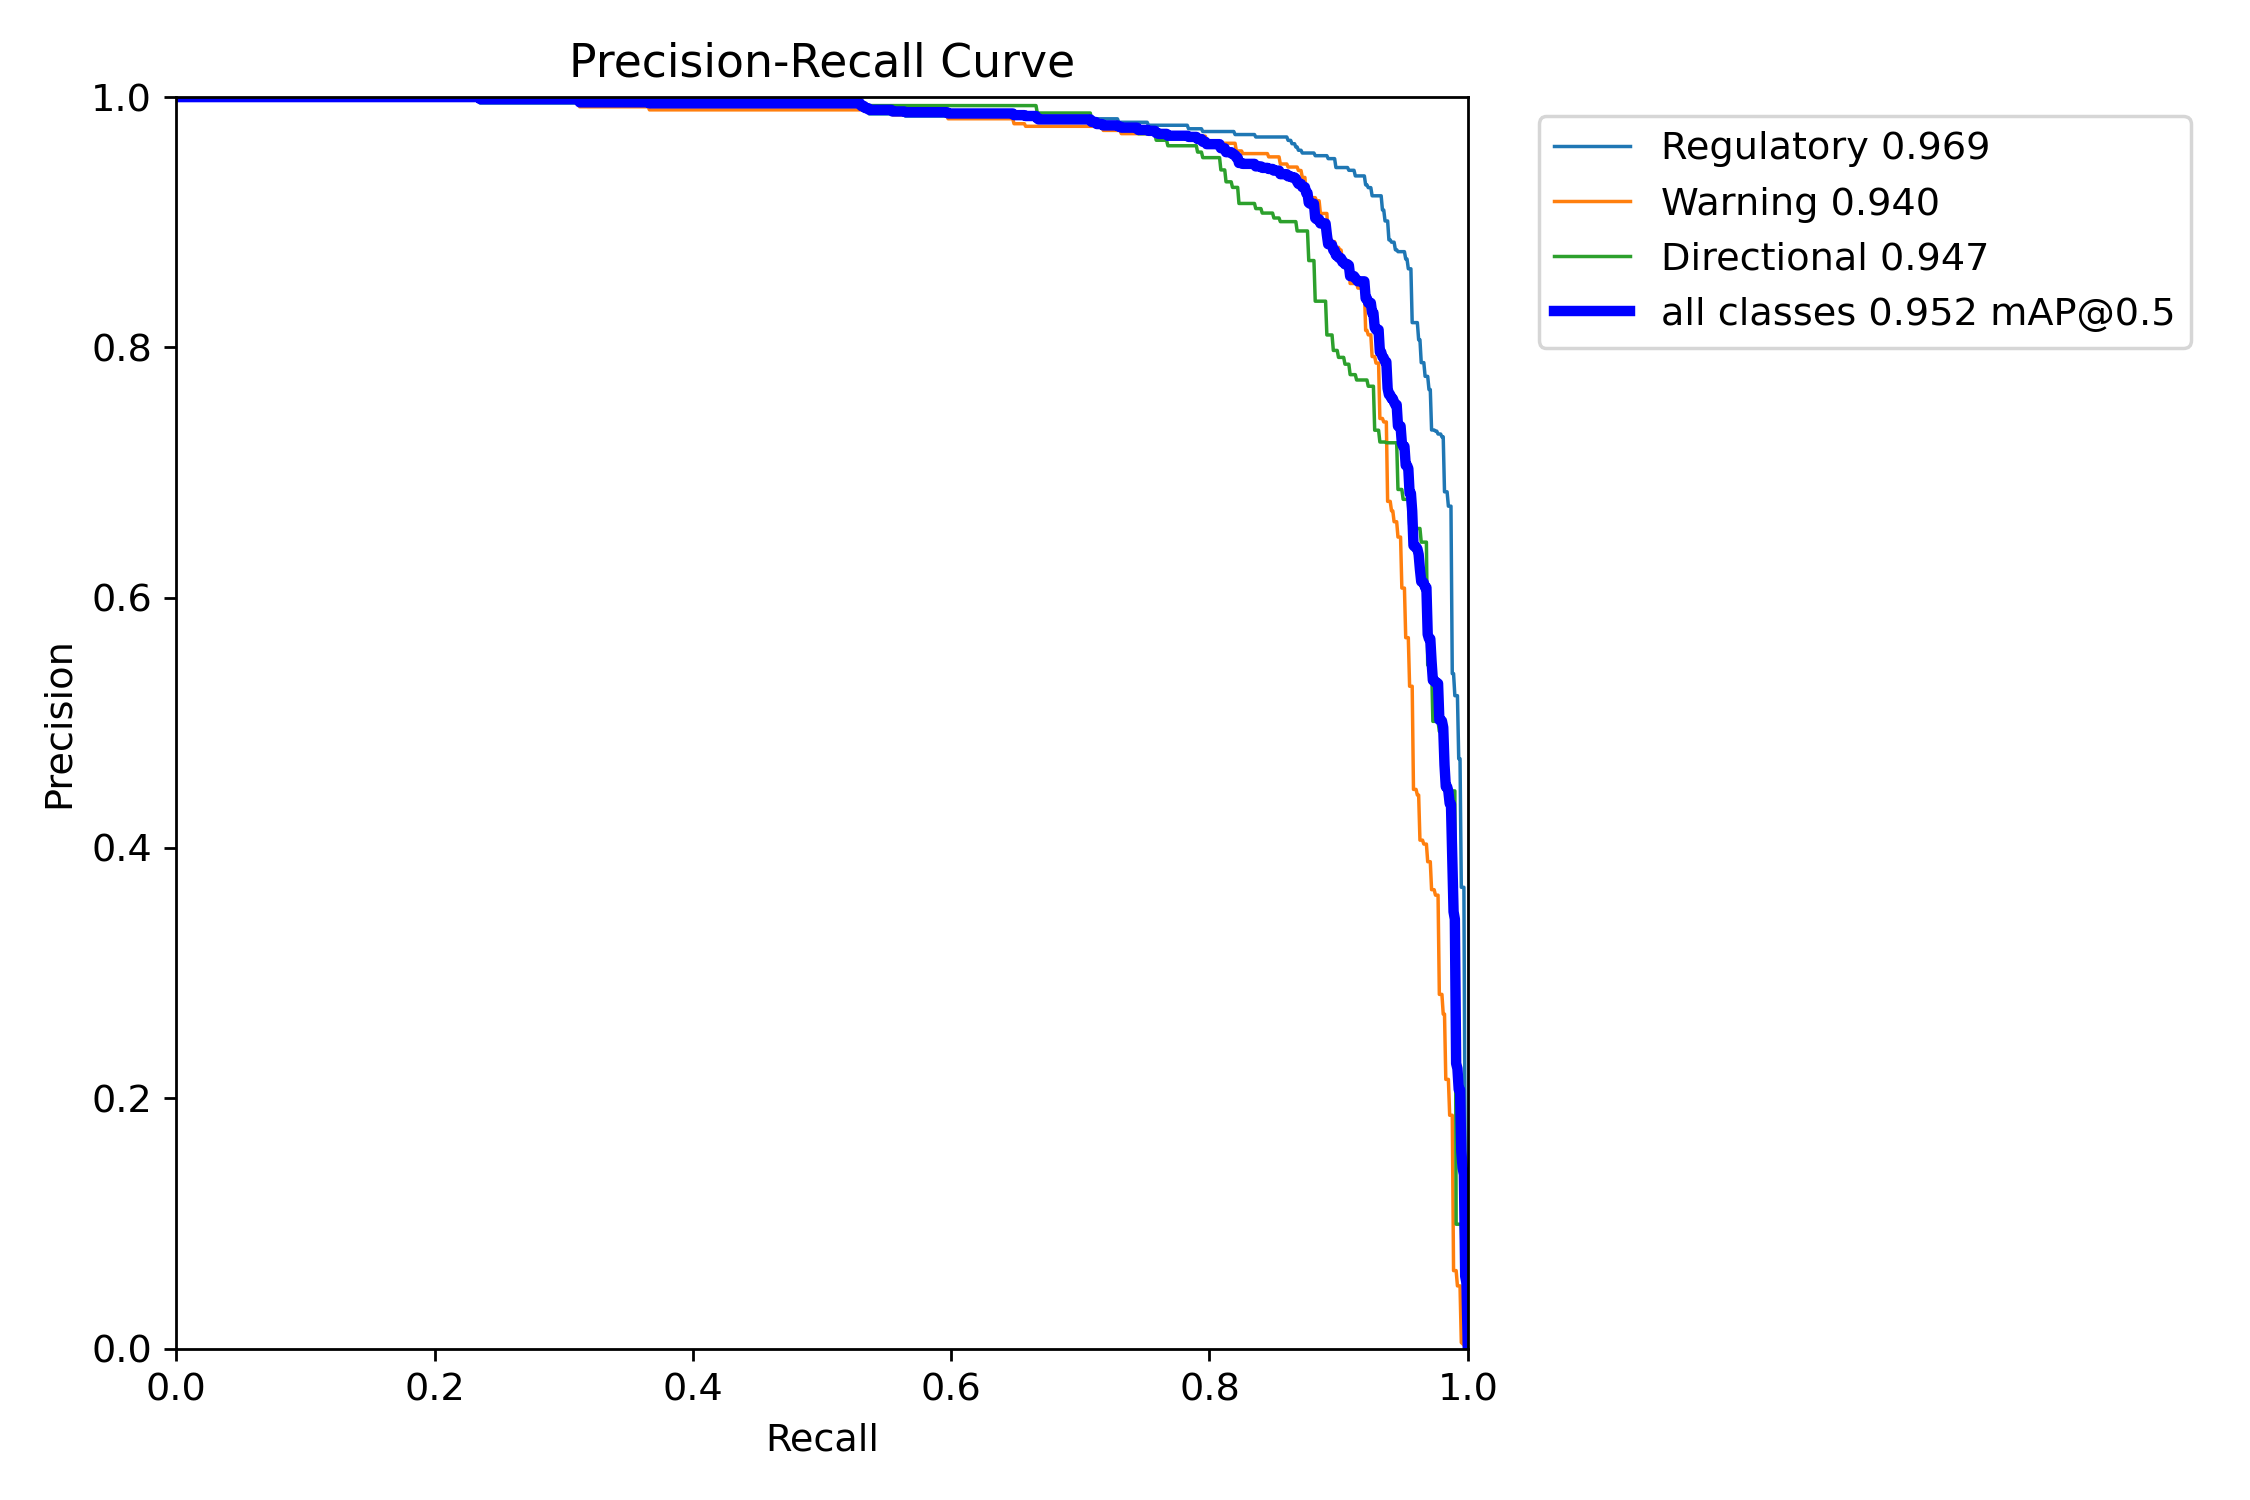 Precision-Recall Curve
Regulatory 0.969
Warning 0.940
Directional 0.947
all classes 0.952 mAP@0.5
Precision
1.0
0.8
0.6
0.4
0.2
0.0
0.0 0.2 0.4 0.6 0.8 1.0
Recall